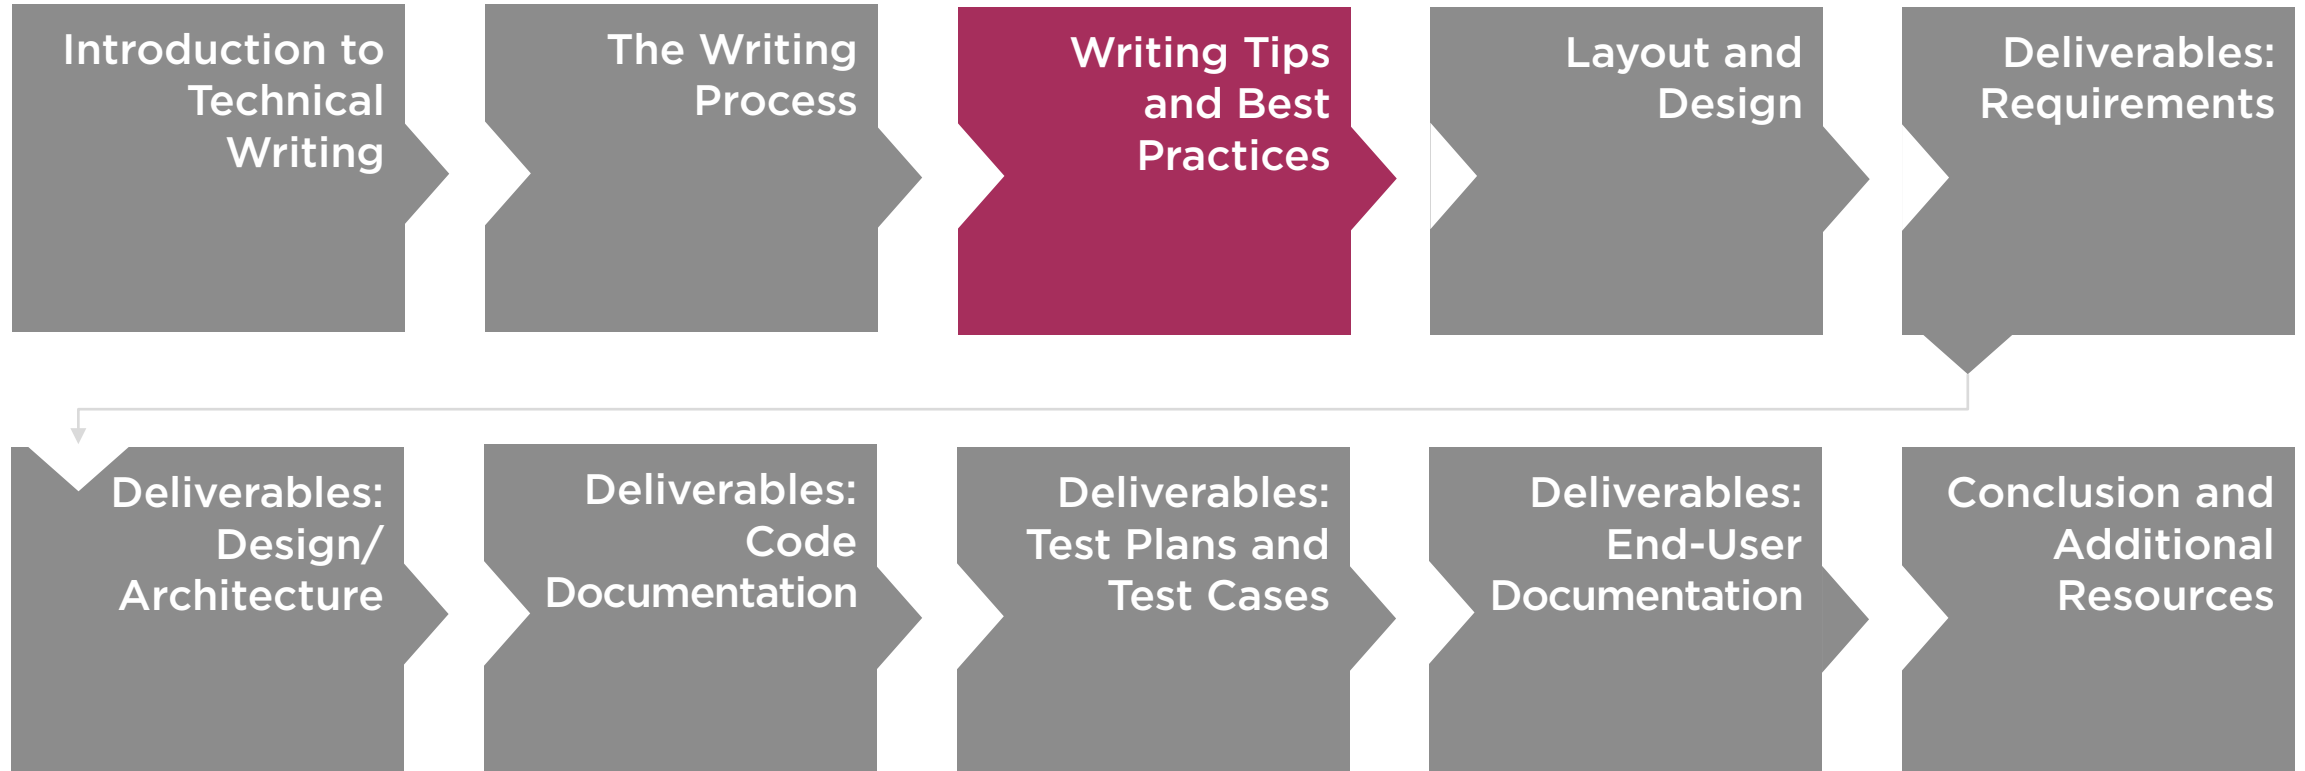 Introduction to
Technical
Writing
The Writing
Process
Writing Tips
and Best
Practices
Layout and
Design
Deliverables:
Requirements
Deliverables:
Design/
Architecture
Deliverables:
Code
Documentation
Deliverables:
Test Plans and
Test Cases
Deliverables:
End-User
Documentation
Conclusion and
Additional
Resources